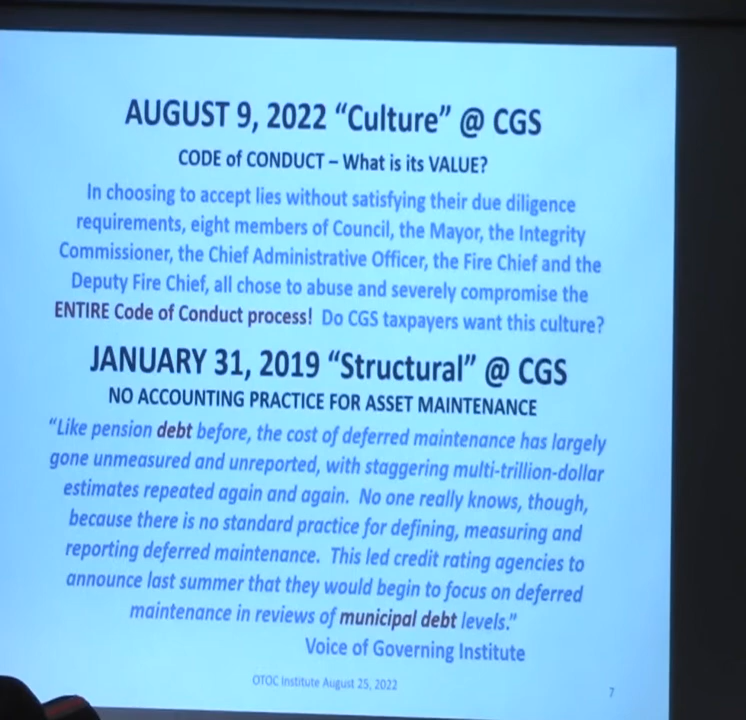 AUGUST 9, 2022 “Culture” @ CGS
CODE of CONDUCT – What is its VALUE?
In choosing to accept lies without satisfying their due diligence
requirements, eight members of Council, the Mayor, the Integrity
Commissioner, the Chief Administrative Officer, the Fire Chief and the
Deputy Fire Chief, all chose to abuse and severely compromise the
ENTIRE Code of Conduct process! Do CGS taxpayers want this culture?
JANUARY 31, 2019 “Structural” @ CGS
NO ACCOUNTING PRACTICE FOR ASSET MAINTENANCE
“Like pension debt before, the cost of deferred maintenance has largely
gone unmeasured and unreported, with staggering multi-trillion-dollar
estimates repeated again and again. No one really knows, though,
because there is no standard practice for defining, measuring and
reporting deferred maintenance. This led credit rating agencies to
announce last summer that they would begin to focus on deferred
maintenance in reviews of municipal debt levels.”
Voice of Governing Institute
OTOC Institute August 25, 2022
7